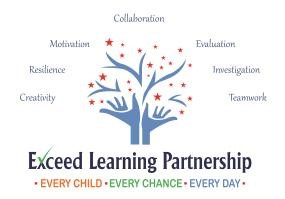 Collaboration
Motivation
Evaluation
Resilience
Investigation
Creativity
Teamwork
Exceed Learning Partnership
• EVERY CHILD • EVERY CHANCE • EVERY DAY •